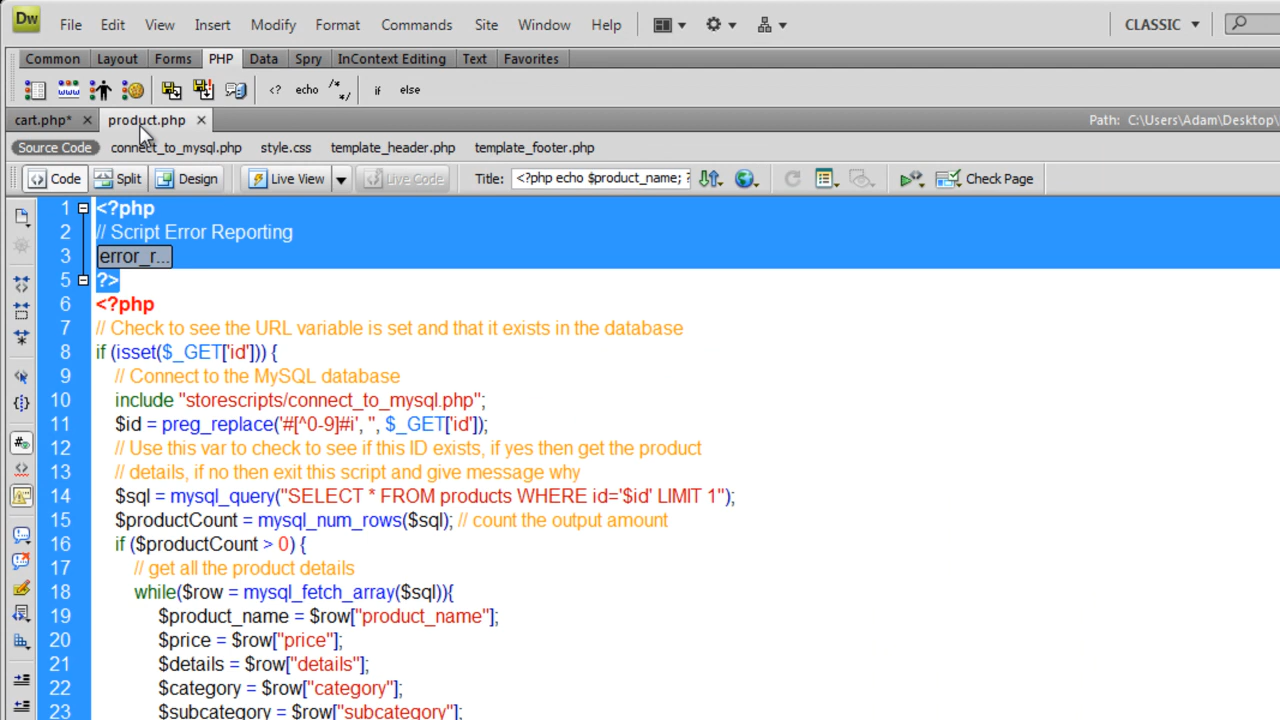 Dw File Edit View Insert Modify Format Commands Site Window Help CLASSIC
Common Layout Forms PHP Data Spry InContext Editing Text Favorites
<? echo /* */ if else
cart.php* × product.php × Path: C:\Users\Adam\Desktop\
Source Code connect_to_mysql.php style.css template_header.php template_footer.php
Code Split Design Live View Live Code Title: <?php echo $product_name; ? Check Page
1 <?php
2 // Script Error Reporting
3 error_r...
5 ?>
6 <?php
7 // Check to see the URL variable is set and that it exists in the database
8 if (isset($_GET['id'])) {
9 // Connect to the MySQL database
10 include "storescripts/connect_to_mysql.php";
11 $id = preg_replace('#[^0-9]#i', '', $_GET['id']);
12 // Use this var to check to see if this ID exists, if yes then get the product
13 // details, if no then exit this script and give message why
14 $sql = mysql_query("SELECT * FROM products WHERE id='$id' LIMIT 1");
15 $productCount = mysql_num_rows($sql); // count the output amount
16 if ($productCount > 0) {
17 // get all the product details
18 while($row = mysql_fetch_array($sql)){
19 $product_name = $row["product_name"];
20 $price = $row["price"];
21 $details = $row["details"];
22 $category = $row["category"];
23 $subcategory = $row["subcategory"];